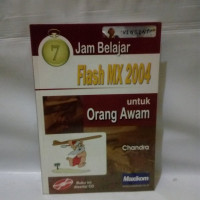 7 Jam Belajar
Flash MX 2004
untuk
Orang Awam
Chandra
Maxikom